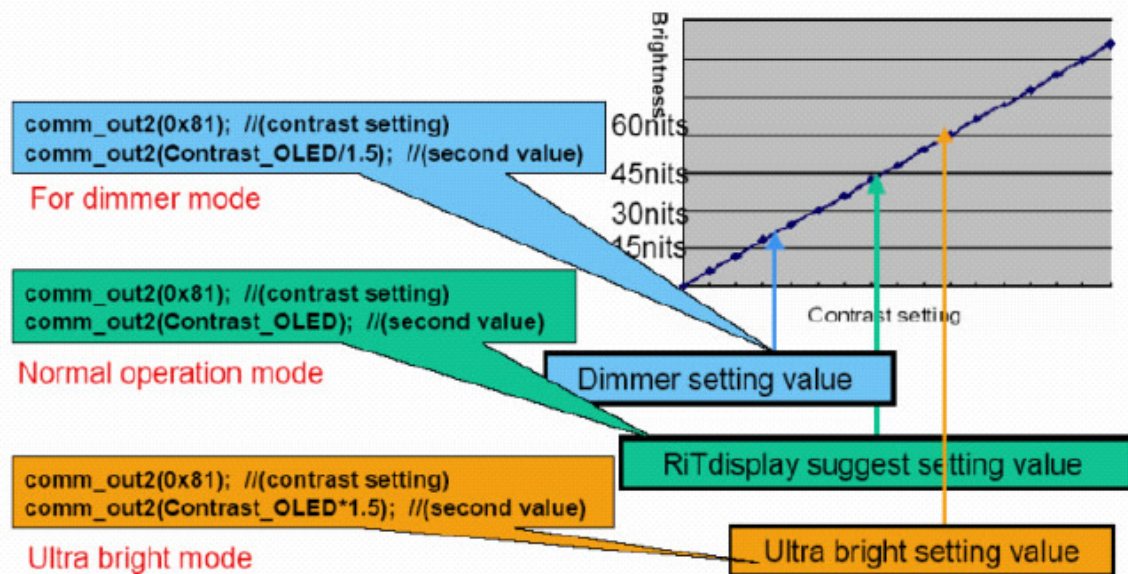 comm_out2(0x81); //(contrast setting)
comm_out2(Contrast_OLED/1.5); //(second value)
For dimmer mode
comm_out2(0x81); //(contrast setting)
comm_out2(Contrast_OLED); //(second value)
Normal operation mode
comm_out2(0x81); //(contrast setting)
comm_out2(Contrast_OLED*1.5); //(second value)
Ultra bright mode
Brightness
60nits
45nits
30nits
15nits
Contrast setting
Dimmer setting value
RiTdisplay suggest setting value
Ultra bright setting value